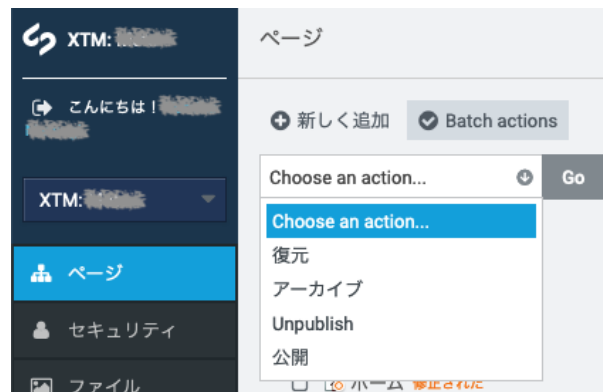 XTM:
ページ
こんにちは！
新しく追加
Batch actions
Choose an action...
Go
XTM:
Choose an action...
復元
アーカイブ
Unpublish
公開
ページ
セキュリティ
ファイル
ホーム 修正された